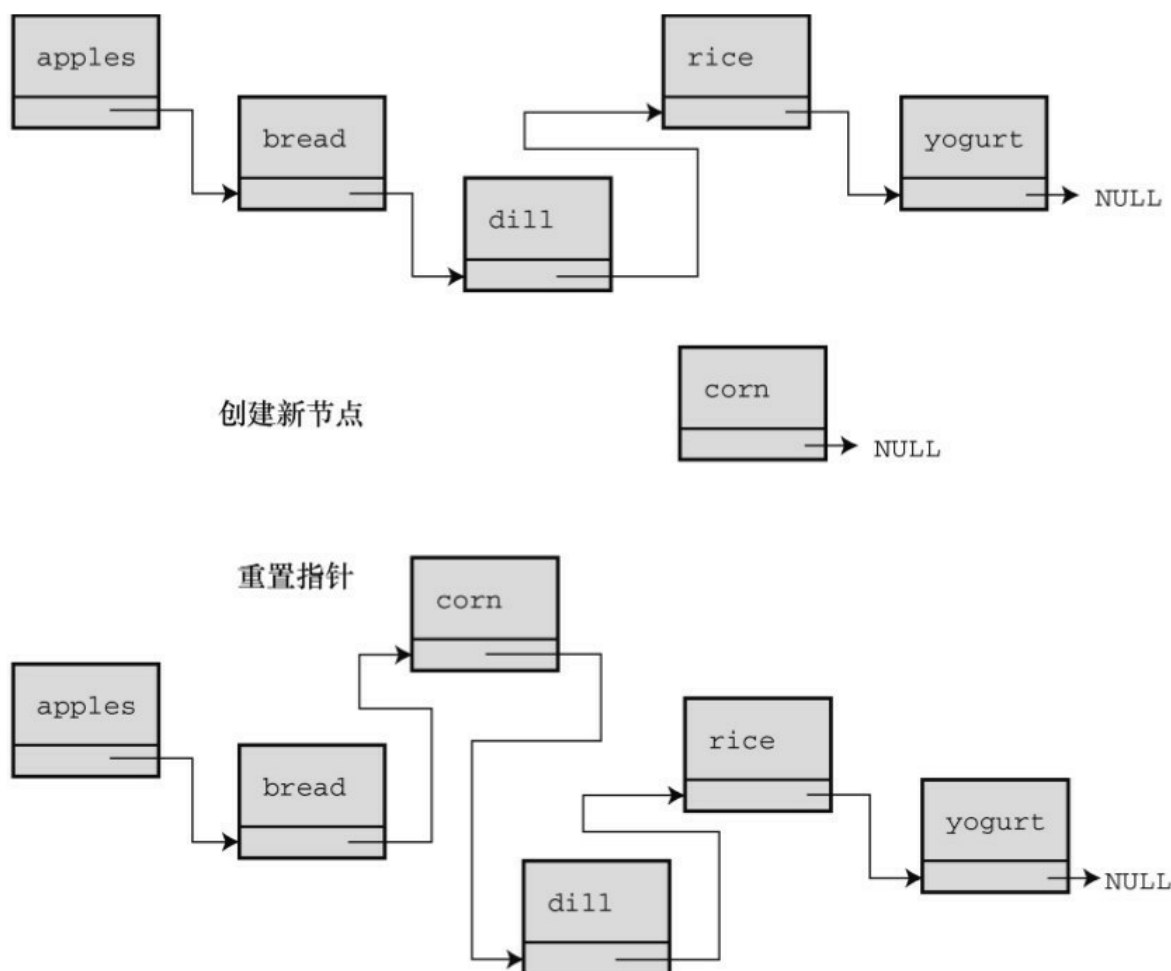 apples
bread
dill
rice
yogurt
NULL
创建新节点
corn
NULL
重置指针
corn
apples
bread
dill
rice
yogurt
NULL